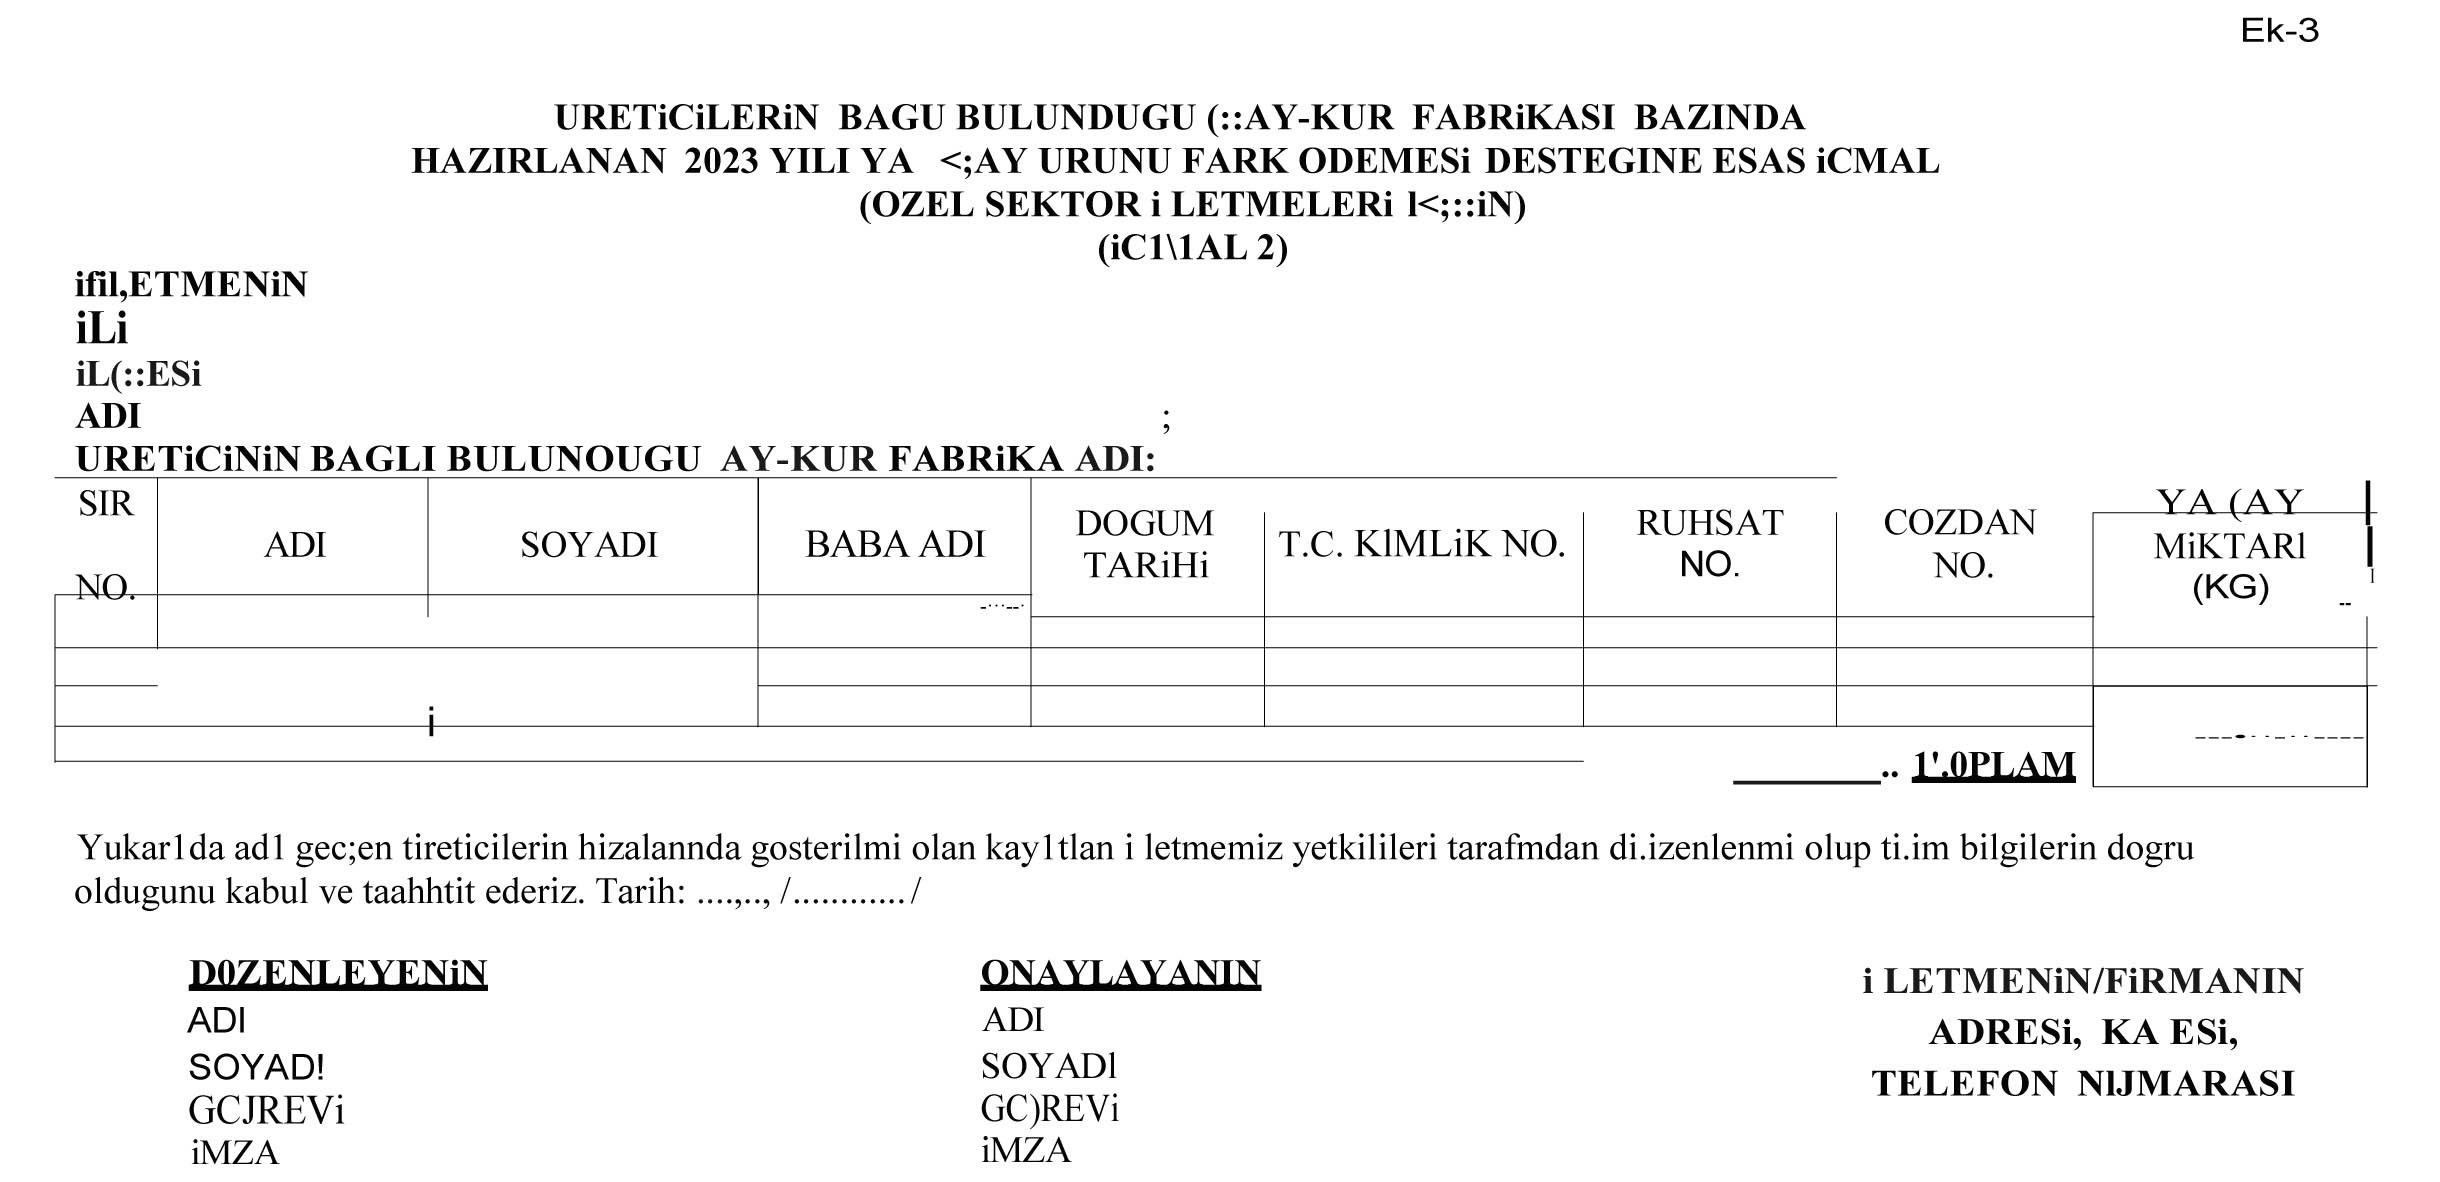 Ek-3
URETiCiLERiN BAGU BULUNDUGU (::AY-KUR FABRiKASI BAZINDA
HAZIRLANAN 2023 YILI YA <;AY URUNU FARK ODEMESi DESTEGINE ESAS iCMAL
(OZEL SEKTOR i LETMELERi l<;::iN)
(iC1\1AL 2)
ifil,ETMENiN
iLi
iL(::ESi
ADI ;
URETiCiNiN BAGLI BULUNOUGU AY-KUR FABRiKA ADI:
SIR
NO.
ADI
SOYADI
BABA ADI
DOGUM
TARiHi
T.C. KlMLiK NO.
RUHSAT
NO.
COZDAN
NO.
YA (AY
MiKTARl
(KG)
i
.. 1'.0PLAM
Yukar1da ad1 gec;en tireticilerin hizalannda gosterilmi olan kay1tlan i letmemiz yetkilileri tarafmdan di.izenlenmi olup ti.im bilgilerin dogru
oldugunu kabul ve taahhtit ederiz. Tarih: ....,.., /............/
D0ZENLEYENiN
ADI
SOYAD!
GCJREVi
iMZA
ONAYLAYANIN
ADI
SOYADl
GC)REVi
iMZA
i LETMENiN/FiRMANIN
ADRESi, KA ESi,
TELEFON NlJMARASI